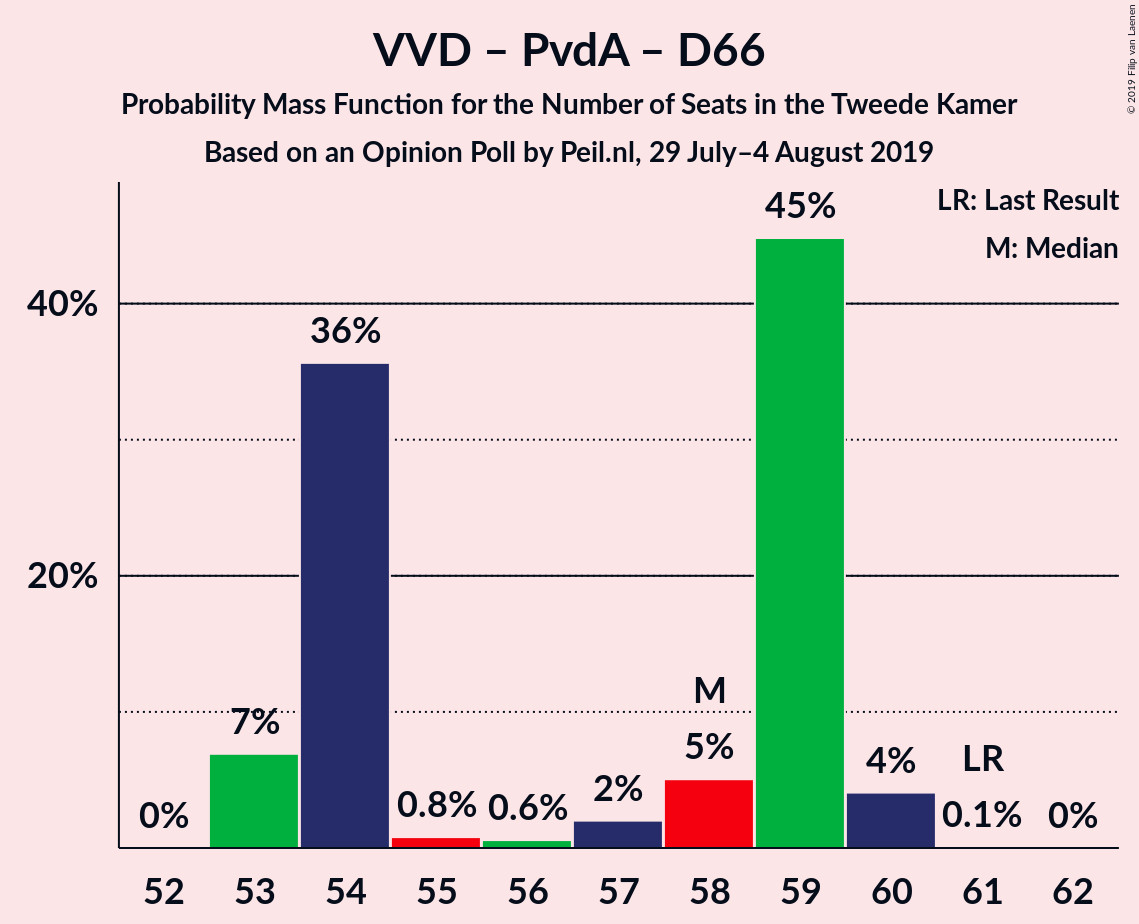 VVD – PvdA – D66
Probability Mass Function for the Number of Seats in the Tweede Kamer
Based on an Opinion Poll by Peil.nl, 29 July–4 August 2019
© 2019 Filip van Laenen
LR: Last Result
M: Median
40%
20%
0%
7%
36%
0.8%
0.6%
2%
M
5%
45%
4%
LR
0.1%
0%
52 53 54 55 56 57 58 59 60 61 62